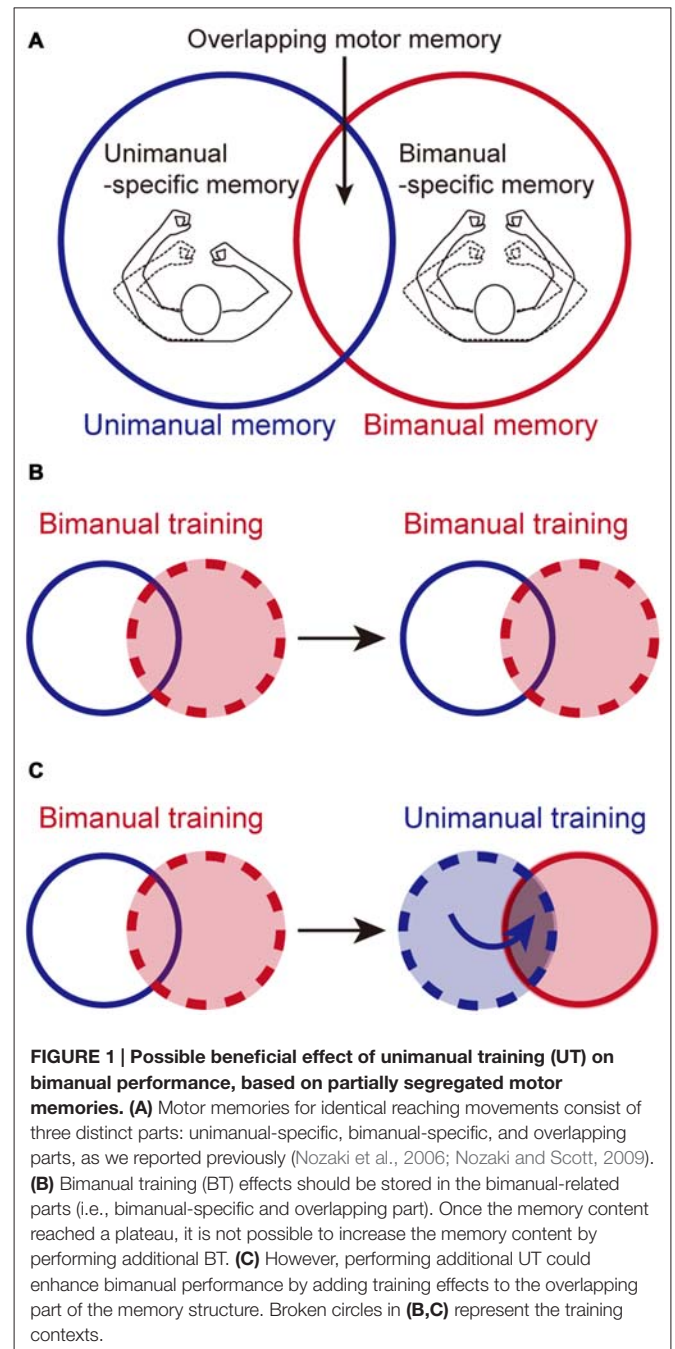 A
Overlapping motor memory
Unimanual
-specific memory
Bimanual
-specific memory
Unimanual memory
Bimanual memory
B
Bimanual training
Bimanual training
C
Bimanual training
Unimanual training
FIGURE 1 | Possible beneficial effect of unimanual training (UT) on
bimanual performance, based on partially segregated motor
memories. (A) Motor memories for identical reaching movements consist of
three distinct parts: unimanual-specific, bimanual-specific, and overlapping
parts, as we reported previously (Nozaki et al., 2006; Nozaki and Scott, 2009).
(B) Bimanual training (BT) effects should be stored in the bimanual-related
parts (i.e., bimanual-specific and overlapping part). Once the memory content
reached a plateau, it is not possible to increase the memory content by
performing additional BT. (C) However, performing additional UT could
enhance bimanual performance by adding training effects to the overlapping
part of the memory structure. Broken circles in (B,C) represent the training
contexts.